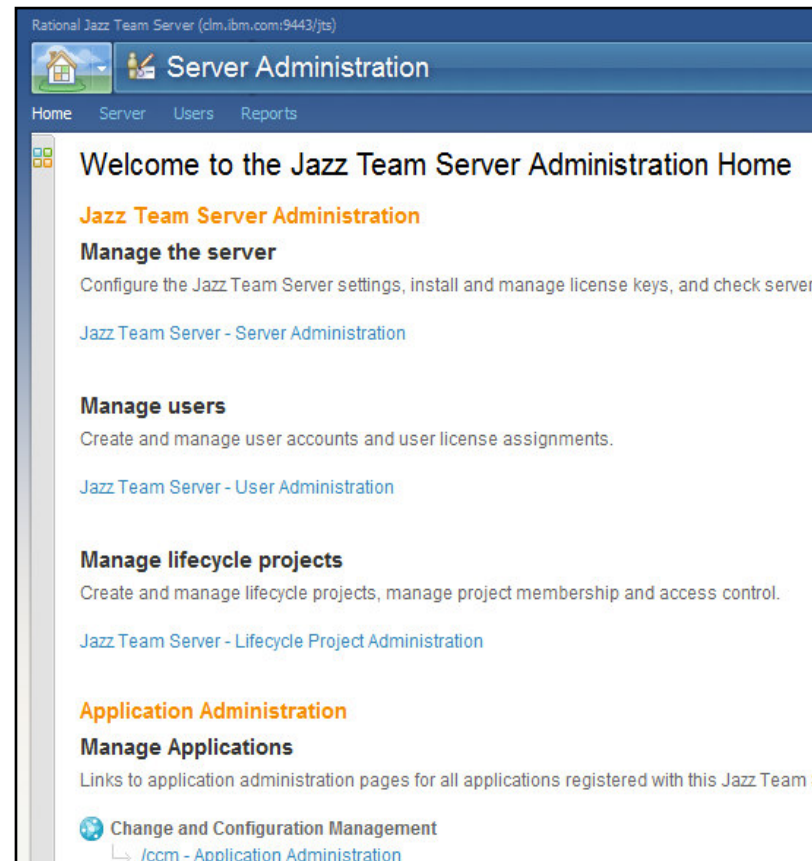 Rational Jazz Team Server (clm.ibm.com:9443/jts)
Server Administration
Home Server Users Reports
Welcome to the Jazz Team Server Administration Home
Jazz Team Server Administration
Manage the server
Configure the Jazz Team Server settings, install and manage license keys, and check server
Jazz Team Server - Server Administration
Manage users
Create and manage user accounts and user license assignments.
Jazz Team Server - User Administration
Manage lifecycle projects
Create and manage lifecycle projects, manage project membership and access control.
Jazz Team Server - Lifecycle Project Administration
Application Administration
Manage Applications
Links to application administration pages for all applications registered with this Jazz Team
Change and Configuration Management
/ccm - Application Administration